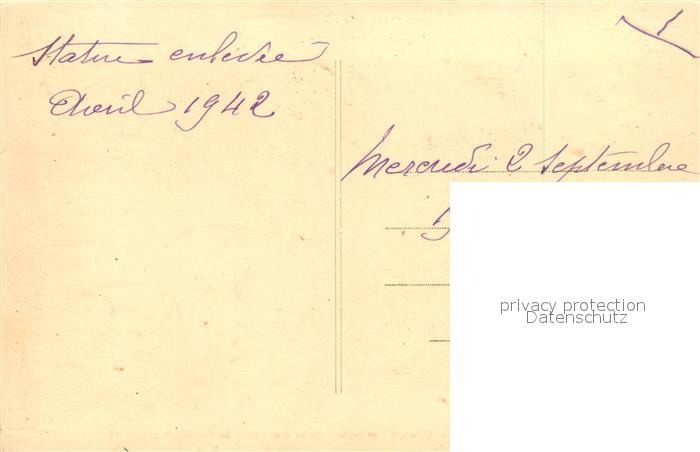 Statue enlevée
Avril 1942
Mercredi 2 Septembre
privacy protection
Datenschutz